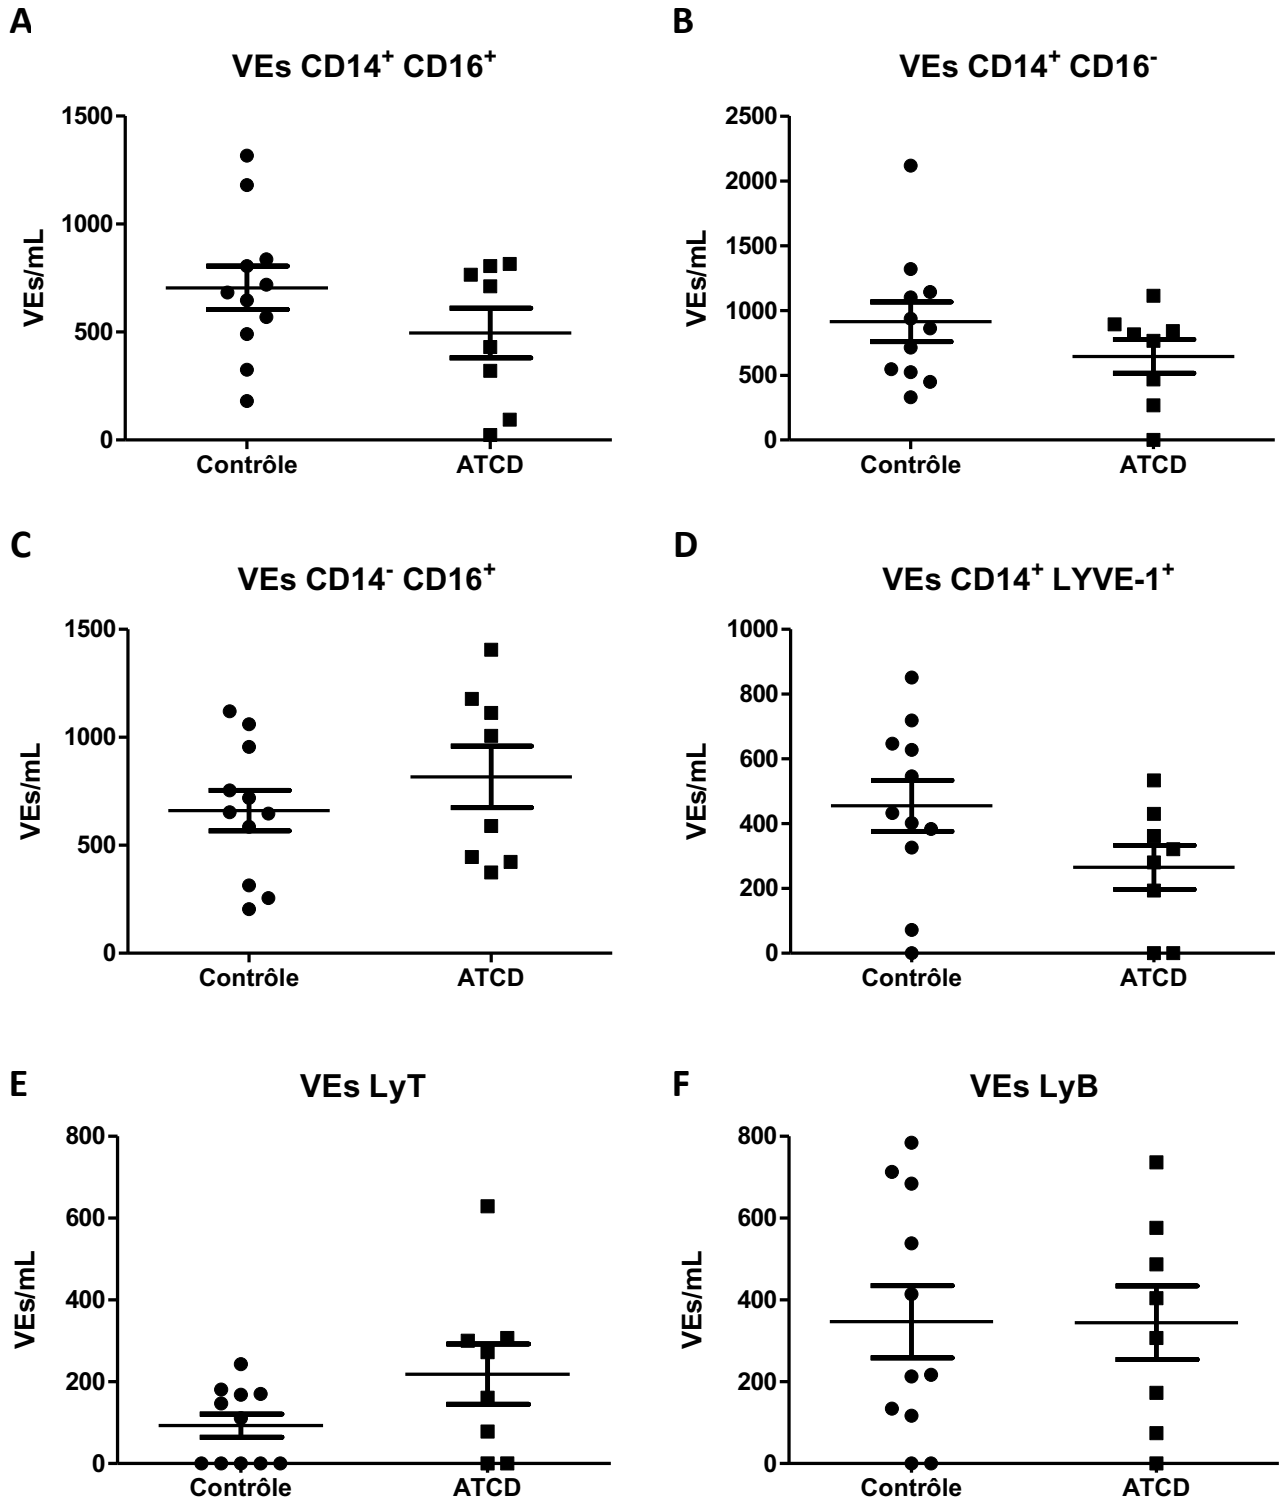 A
VEs CD14+ CD16+
VEs/mL
1500
1000
500
0
Contrôle
ATCD
B
VEs CD14+ CD16-
VEs/mL
2500
2000
1500
1000
500
0
Contrôle
ATCD
C
VEs CD14- CD16+
VEs/mL
1500
1000
500
0
Contrôle
ATCD
D
VEs CD14+ LYVE-1+
VEs/mL
1000
800
600
400
200
0
Contrôle
ATCD
E
VEs LyT
VEs/mL
800
600
400
200
0
Contrôle
ATCD
F
VEs LyB
VEs/mL
800
600
400
200
0
Contrôle
ATCD